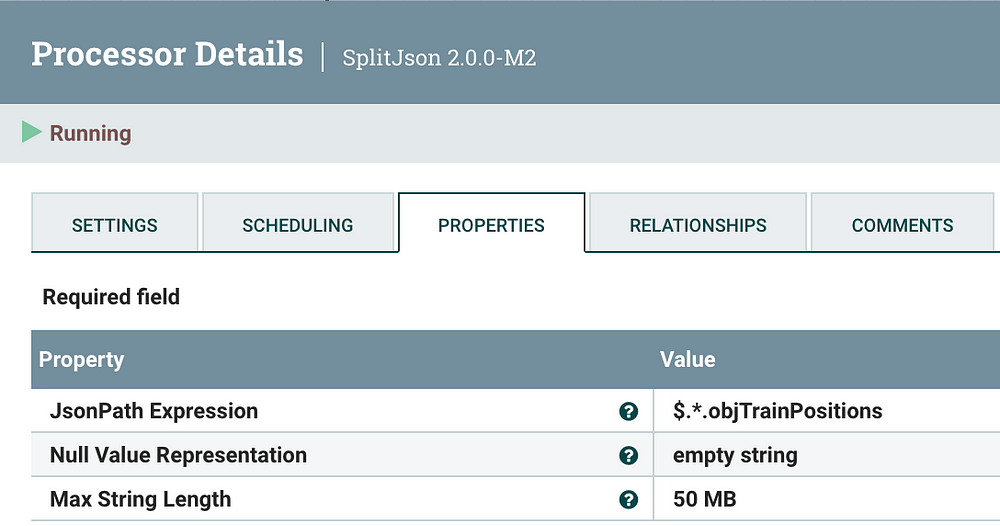 Processor Details | SplitJson 2.0.0-M2
Running
SETTINGS SCHEDULING PROPERTIES RELATIONSHIPS COMMENTS
Required field
Property Value
JsonPath Expression ? $.*.objTrainPositions
Null Value Representation ? empty string
Max String Length ? 50 MB